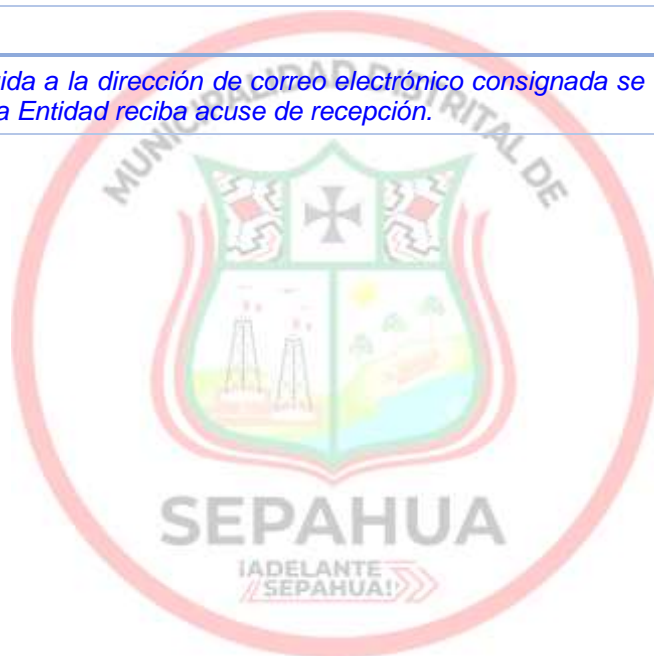 ida a la dirección de correo electrónico consignada se
a Entidad reciba acuse de recepción.
MUNICIPALIDAD DISTRITAL DE
SEPAHUA
¡ADELANTE
SEPAHUA!